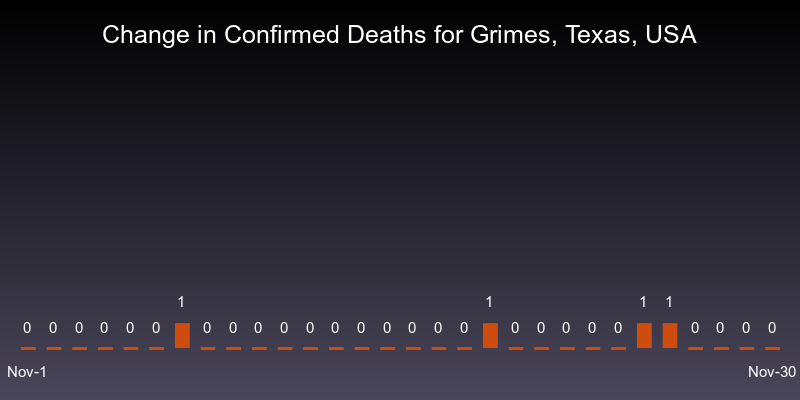 Change in Confirmed Deaths for Grimes, Texas, USA
1 1 1 1
0 0 0 0 0 0 0 0 0 0 0 0 0 0 0 0 0 0 0 0 0 0 0 0 0 0
Nov-1 Nov-30